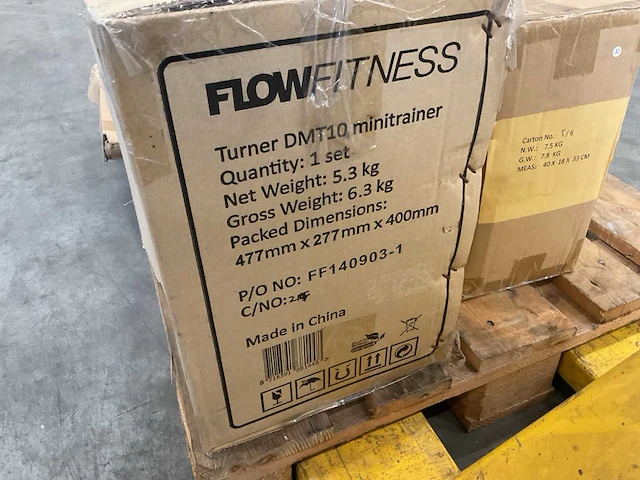 FLOWFITNESS
Turner DMT10 minitrainer
Quantity: 1 set
Net Weight: 5.3 kg
Gross Weight: 6.3 kg
Packed Dimensions:
477mm x 277mm x 400mm
P/O NO: FF140903-1
C/NO:
Made in China
Carton No.: 5/6
N.W.: 7.5 KG
G.W.: 7.8 KG
MEAS: 40 X 18 X 33 CM